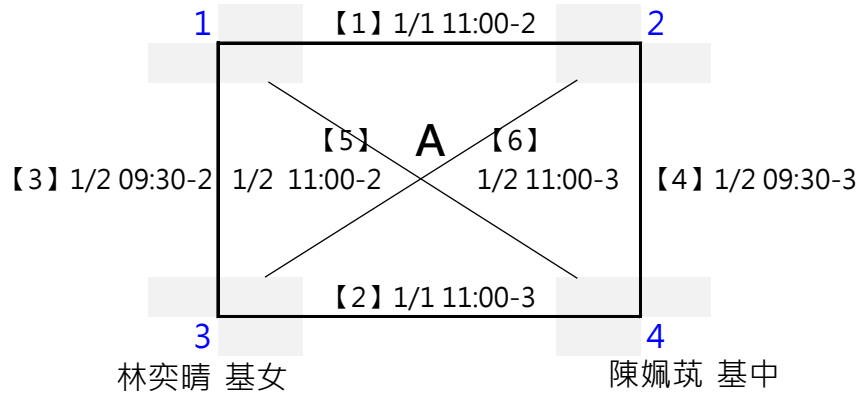 1 【1】1/1 11:00-2 2
【5】 A 【6】
【3】1/2 09:30-2 1/2 11:00-2 1/2 11:00-3 【4】1/2 09:30-3
【2】1/1 11:00-3
3 4
林奕晴 基女 陳姵筑 基中